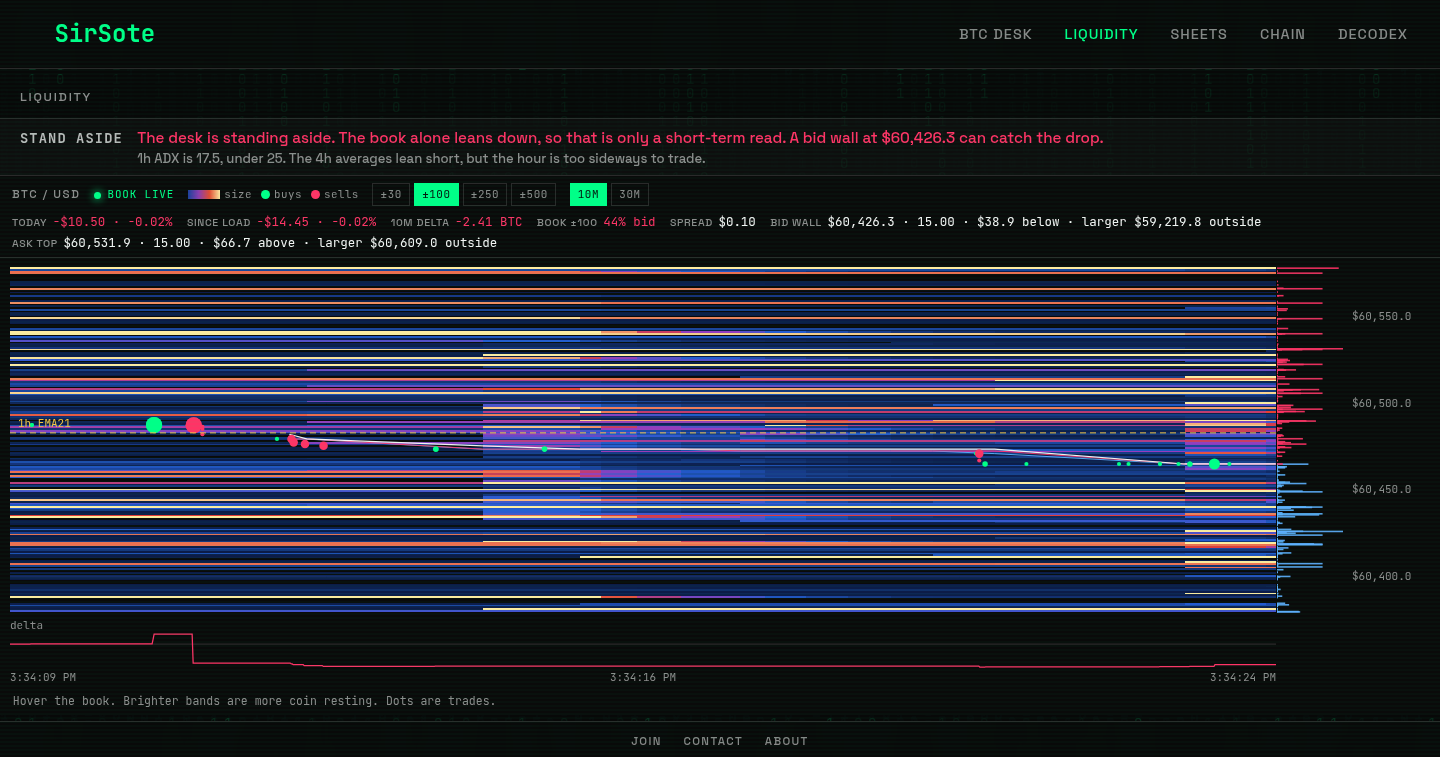 SirSote
BTC DESK LIQUIDITY SHEETS CHAIN DECODEX
LIQUIDITY
STAND ASIDE The desk is standing aside. The book alone leans down, so that is only a short-term read. A bid wall at $60,426.3 can catch the drop.
1h ADX is 17.5, under 25. The 4h averages lean short, but the hour is too sideways to trade.
BTC / USD BOOK LIVE size buys sells ±30 ±100 ±250 ±500 10M 30M
TODAY -$10.50 · -0.02% SINCE LOAD -$14.45 · -0.02% 10M DELTA -2.41 BTC BOOK ±100 44% bid SPREAD $0.10 BID WALL $60,426.3 · 15.00 · $38.9 below · larger $59,219.8 outside
ASK TOP $60,531.9 · 15.00 · $66.7 above · larger $60,609.0 outside
$60,550.0
$60,500.0
1h EMA21
$60,450.0
$60,400.0
delta
3:34:09 PM 3:34:16 PM 3:34:24 PM
Hover the book. Brighter bands are more coin resting. Dots are trades.
JOIN CONTACT ABOUT